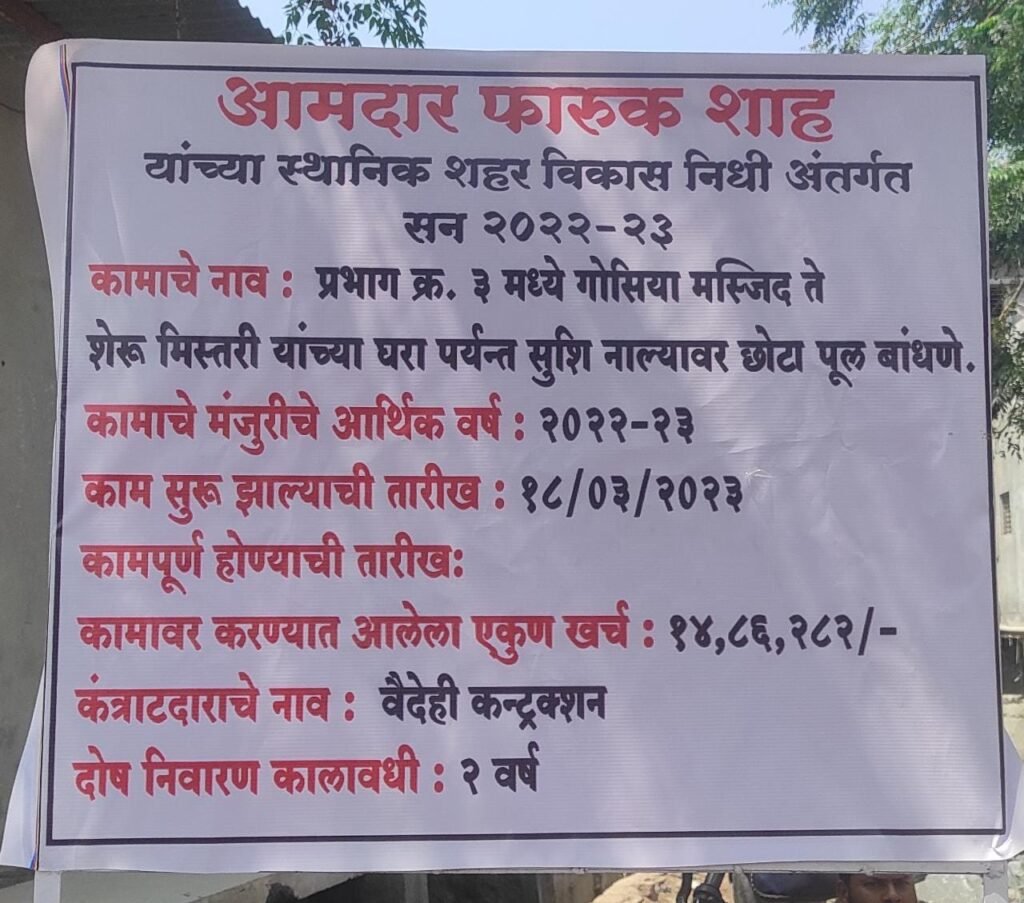 आमदार फारुक शाह
यांच्या स्थानिक शहर विकास निधी अंतर्गत
सन २०२२-२३
कामाचे नाव : प्रभाग क्र. ३ मध्ये गोसिया मस्जिद ते
शेरू मिस्तरी यांच्या घरा पर्यन्त सुशि नाल्यावर छोटा पूल बांधणे.
कामाचे मंजुरीचे आर्थिक वर्ष : २०२२-२३
काम सुरू झाल्याची तारीख : १८/०३/२०२३
कामपूर्ण होण्याची तारीख:
कामावर करण्यात आलेला एकुण खर्च : १४,८६,२८२/-
कंत्राटदाराचे नाव : वैदेही कन्ट्रक्शन
दोष निवारण कालावधी : २ वर्ष